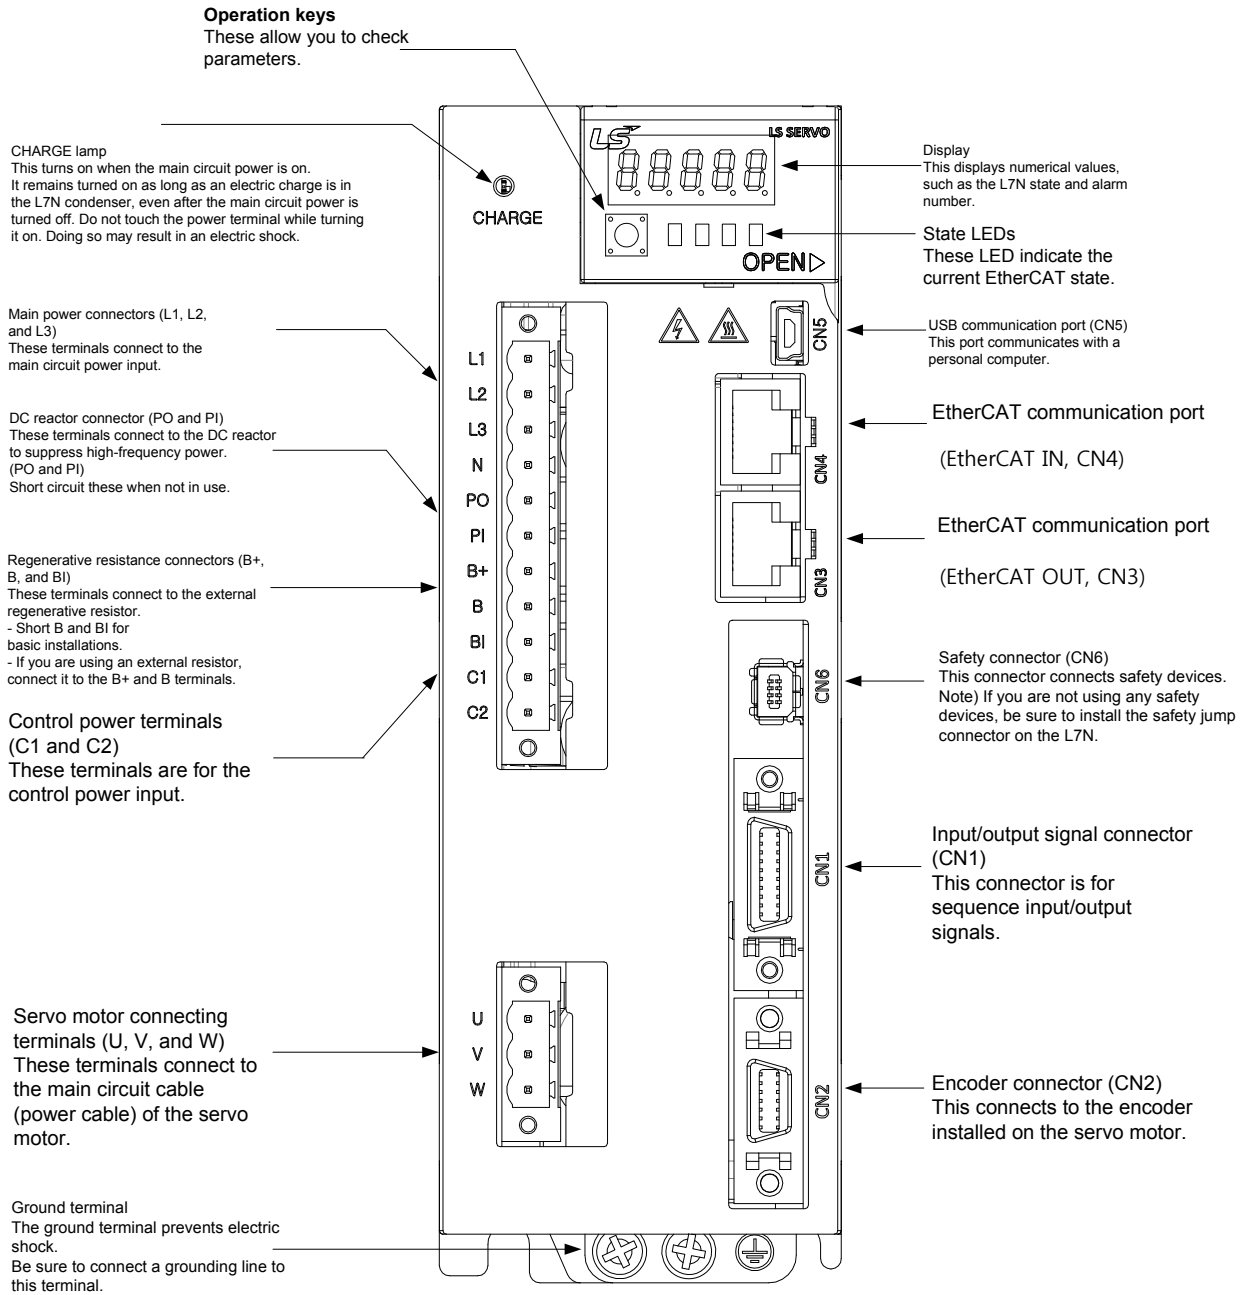 Operation keys
These allow you to check
parameters.
CHARGE lamp
This turns on when the main circuit power is on.
It remains turned on as long as an electric charge is in
the L7N condenser, even after the main circuit power is
turned off. Do not touch the power terminal while turning
it on. Doing so may result in an electric shock.
Main power connectors (L1, L2,
and L3)
These terminals connect to the
main circuit power input.
DC reactor connector (PO and PI)
These terminals connect to the DC reactor
to suppress high-frequency power.
(PO and PI)
Short circuit these when not in use.
Regenerative resistance connectors (B+,
B, and BI)
These terminals connect to the external
regenerative resistor.
- Short B and BI for
basic installations.
- If you are using an external resistor,
connect it to the B+ and B terminals.
Control power terminals
(C1 and C2)
These terminals are for the
control power input.
Servo motor connecting
terminals (U, V, and W)
These terminals connect to
the main circuit cable
(power cable) of the servo
motor.
Ground terminal
The ground terminal prevents electric
shock.
Be sure to connect a grounding line to
this terminal.
LS
LS SERVO
8.8.8.8.8.
CHARGE
OPEN
L1
L2
L3
N
PO
PI
B+
B
BI
C1
C2
U
V
W
CN5
CN4
CN3
CN6
CN1
CN2
Display
This displays numerical values,
such as the L7N state and alarm
number.
State LEDs
These LED indicate the
current EtherCAT state.
USB communication port (CN5)
This port communicates with a
personal computer.
EtherCAT communication port
(EtherCAT IN, CN4)
EtherCAT communication port
(EtherCAT OUT, CN3)
Safety connector (CN6)
This connector connects safety devices.
Note) If you are not using any safety
devices, be sure to install the safety jump
connector on the L7N.
Input/output signal connector
(CN1)
This connector is for
sequence input/output
signals.
Encoder connector (CN2)
This connects to the encoder
installed on the servo motor.